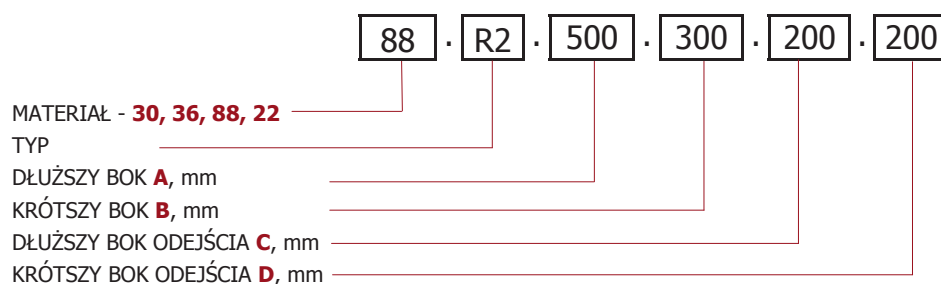 88 . R2 . 500 . 300 . 200 . 200
MATERIAŁ - 30, 36, 88, 22
TYP
DŁUŻSZY BOK A, mm
KRÓTSZY BOK B, mm
DŁUŻSZY BOK ODEJŚCIA C, mm
KRÓTSZY BOK ODEJŚCIA D, mm